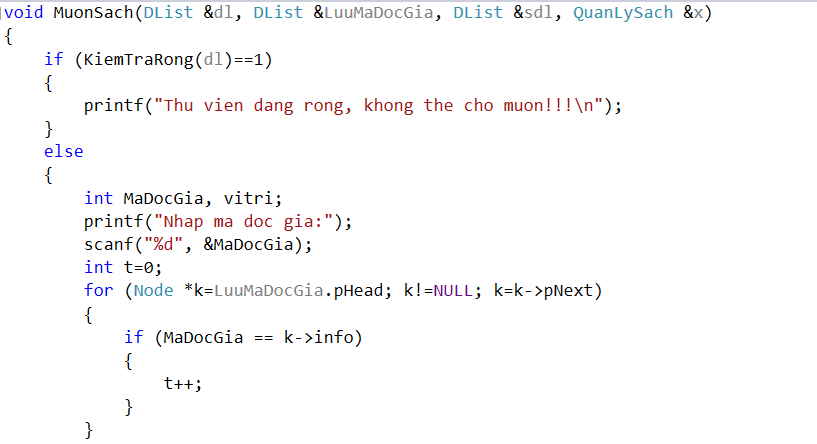 void MuonSach(DList &dl, DList &LuuMaDocGia, DList &sdl, QuanLySach &x)
{
    if (KiemTraRong(dl)==1)
    {
        printf("Thu vien dang rong, khong the cho muon!!!\n");
    }
    else
    {
        int MaDocGia, vitri;
        printf("Nhap ma doc gia:");
        scanf("%d", &MaDocGia);
        int t=0;
        for (Node *k=LuuMaDocGia.pHead; k!=NULL; k=k->pNext)
        {
            if (MaDocGia == k->info)
            {
                t++;
            }
        }